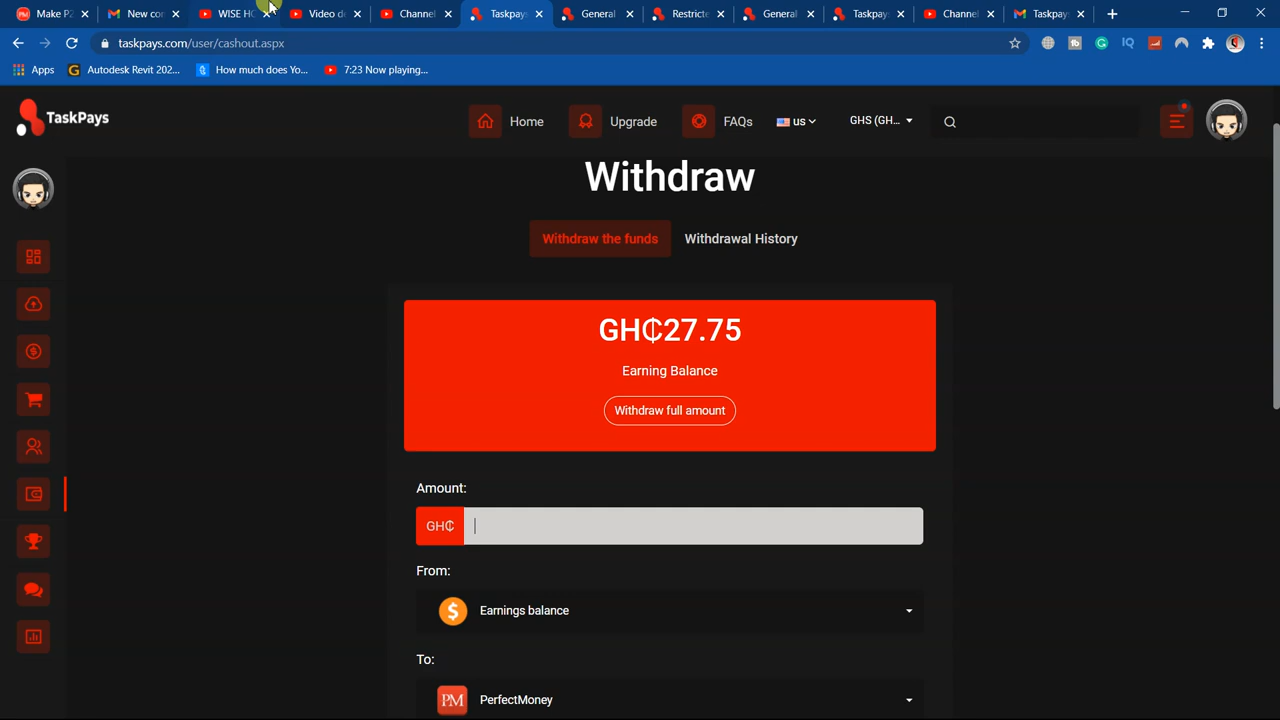 Make P2
New co
WISE HO
Video d
Channel
Taskpay
General
Restricte
General
Taskpay
Channel
Taskpay
taskpays.com/user/cashout.aspx
Apps
Autodesk Revit 202...
How much does Yo...
7:23 Now playing...
TaskPays
Home
Upgrade
FAQs
us
GHS (GH...
Withdraw
Withdraw the funds
Withdrawal History
GH₵27.75
Earning Balance
Withdraw full amount
Amount:
GH₵
From:
$ Earnings balance
To:
PM PerfectMoney